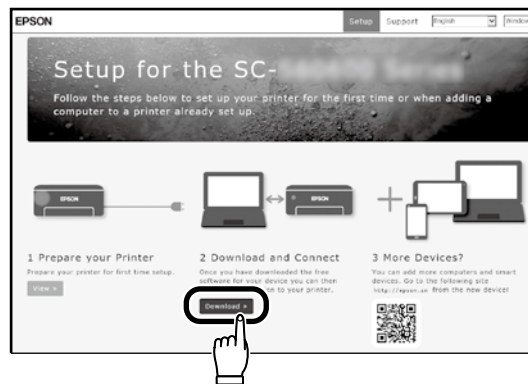 EPSON
Setup Support English Window
Setup for the SC-
Follow the steps below to set up your printer for the first time or when adding a
computer to a printer already set up.
EPSON
EPSON
1 Prepare your Printer
Prepare your printer for first time setup.
View »
2 Download and Connect
Once you have downloaded the free
software for your device you can then
on to your printer.
Download »
3 More Devices?
You can add more computers and smart
devices. Go to the following site
http://epson.sn from the new device!